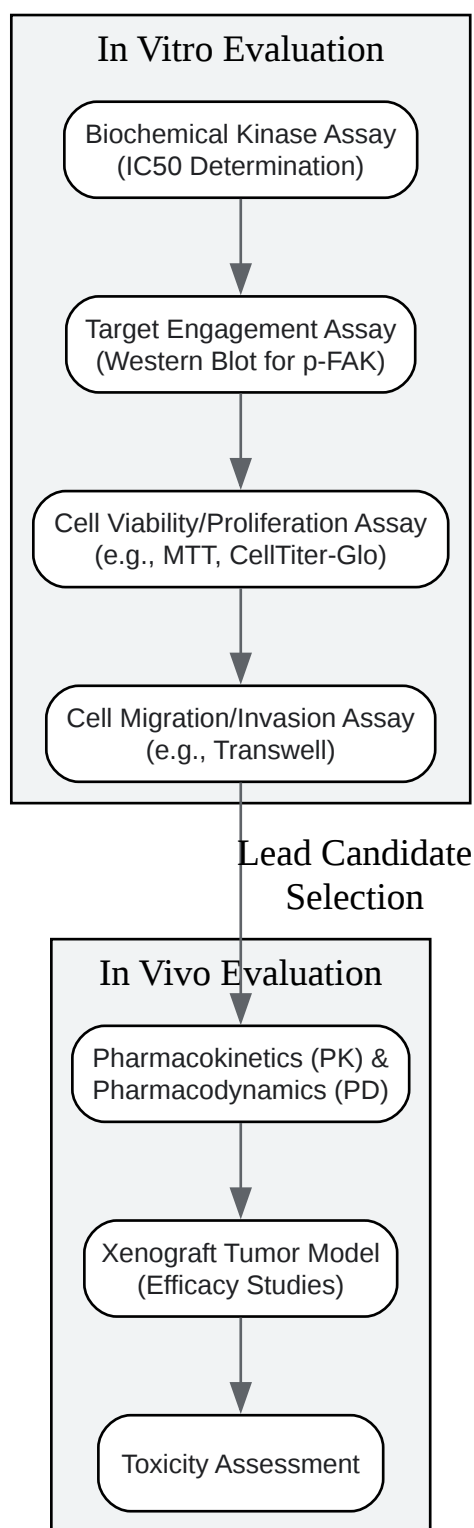 In Vitro Evaluation
Biochemical Kinase Assay
(IC50 Determination)
Target Engagement Assay
(Western Blot for p-FAK)
Cell Viability/Proliferation Assay
(e.g., MTT, CellTiter-Glo)
Cell Migration/Invasion Assay
(e.g., Transwell)
Lead Candidate
Selection
In Vivo Evaluation
Pharmacokinetics (PK) &
Pharmacodynamics (PD)
Xenograft Tumor Model
(Efficacy Studies)
Toxicity Assessment